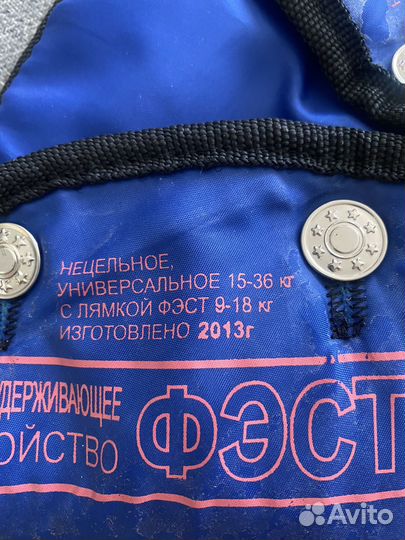 НЕЦЕЛЬНОЕ,
УНИВЕРСАЛЬНОЕ 15-36 кг
С ЛЯМКОЙ ФЭСТ 9-18 кг
ИЗГОТОВЛЕНО 2013г
УДЕРЖИВАЮЩЕЕ
ОЙСТВО ФЭСТ
Avito